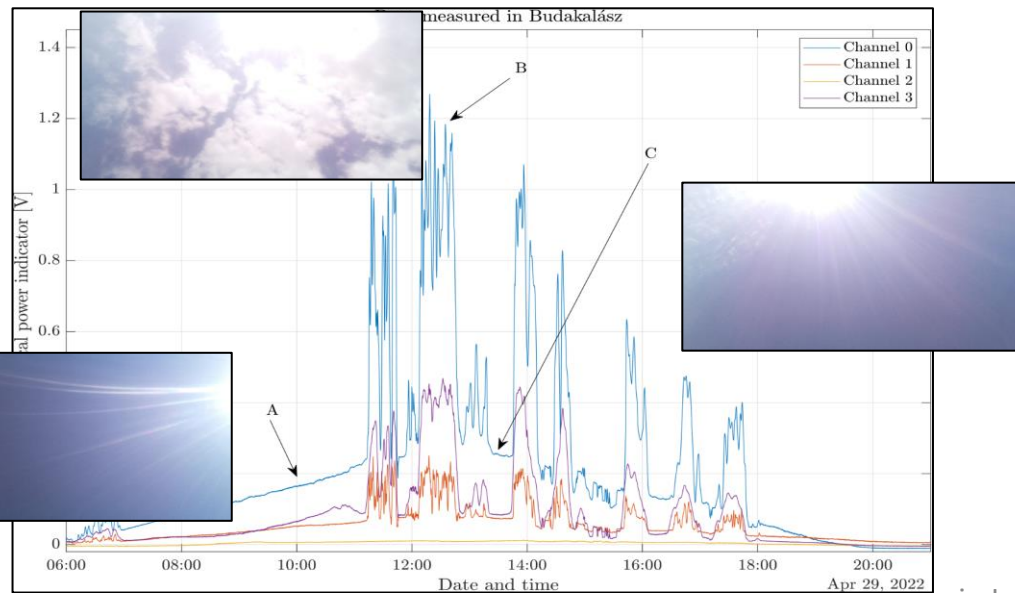 measured in Budakalász
Channel 0
Channel 1
Channel 2
Channel 3
1.4
1.2
1
0.8
0.6
0
power indicator [V]
A
B
C
06:00 08:00 10:00 12:00 14:00 16:00 18:00 20:00
Date and time
Apr 29, 2022